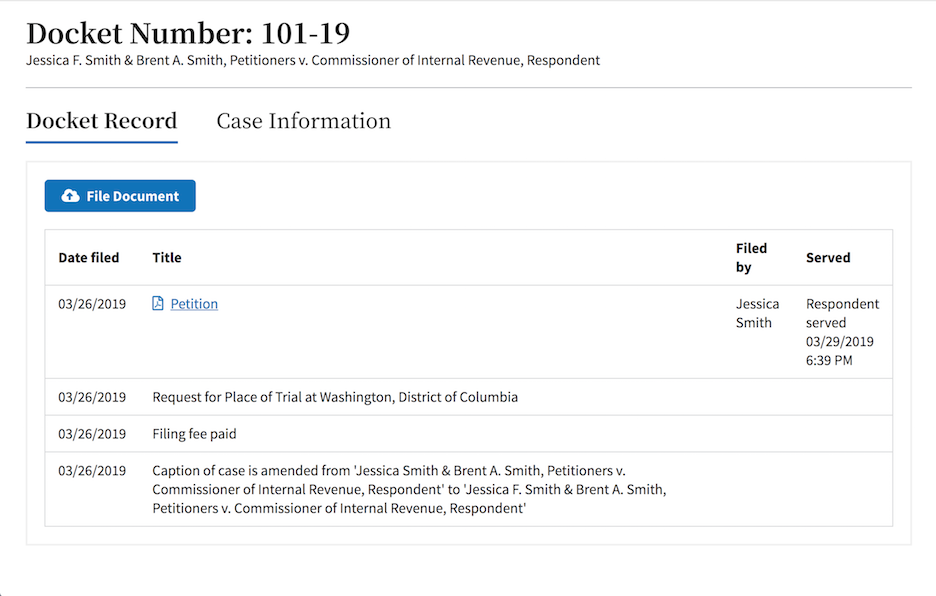 Docket Number: 101-19
Jessica F. Smith & Brent A. Smith, Petitioners v. Commissioner of Internal Revenue, Respondent
Docket Record Case Information
File Document
Date filed Title Filed by Served
03/26/2019 Petition Jessica Smith Respondent served 03/29/2019 6:39 PM
03/26/2019 Request for Place of Trial at Washington, District of Columbia
03/26/2019 Filing fee paid
03/26/2019 Caption of case is amended from 'Jessica Smith & Brent A. Smith, Petitioners v.
Commissioner of Internal Revenue, Respondent' to 'Jessica F. Smith & Brent A. Smith,
Petitioners v. Commissioner of Internal Revenue, Respondent'